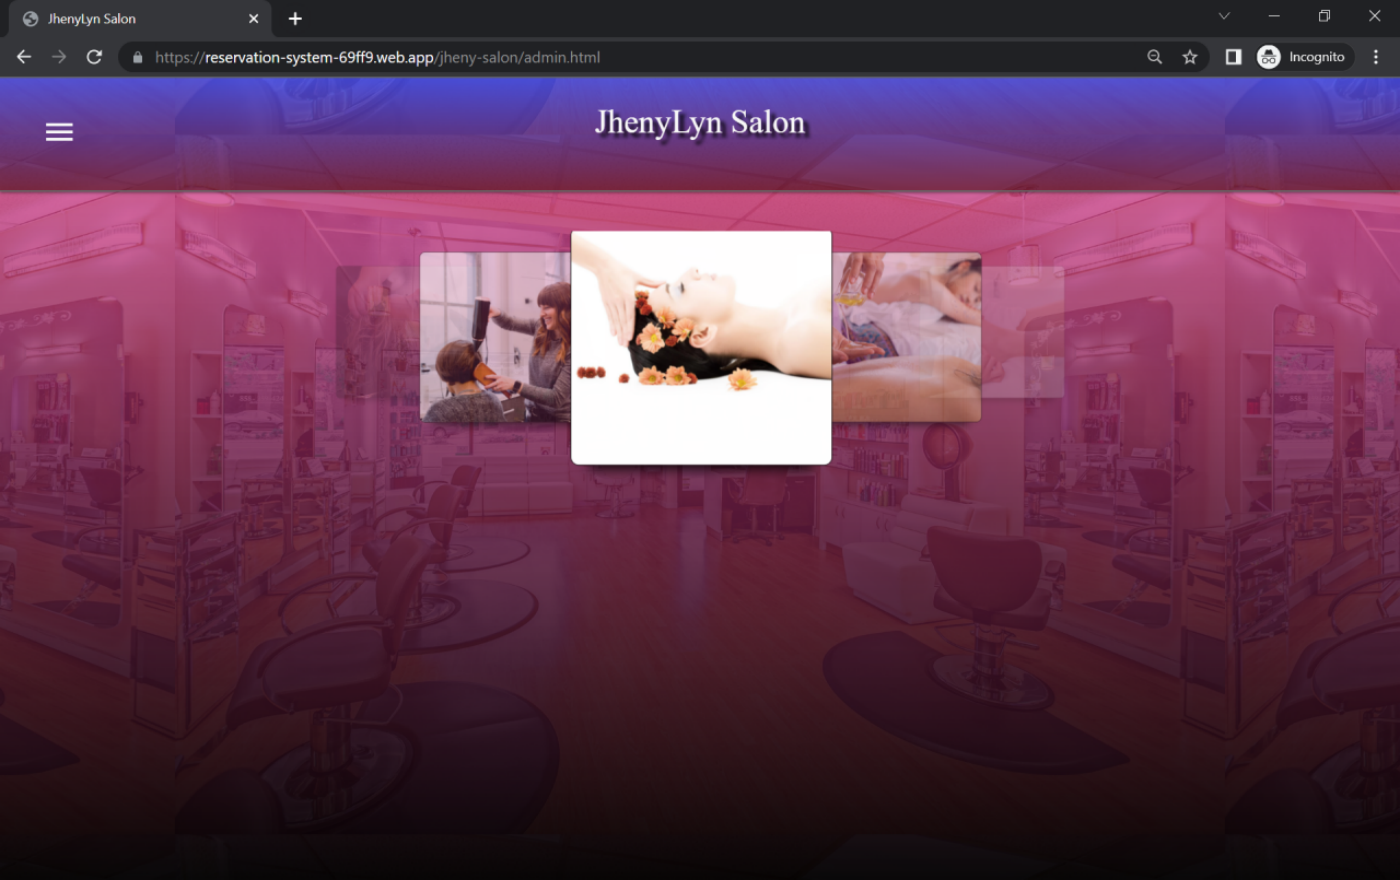 JhenyLyn Salon
https://reservation-system-69ff9.web.app/jheny-salon/admin.html
Incognito
JhenyLyn Salon